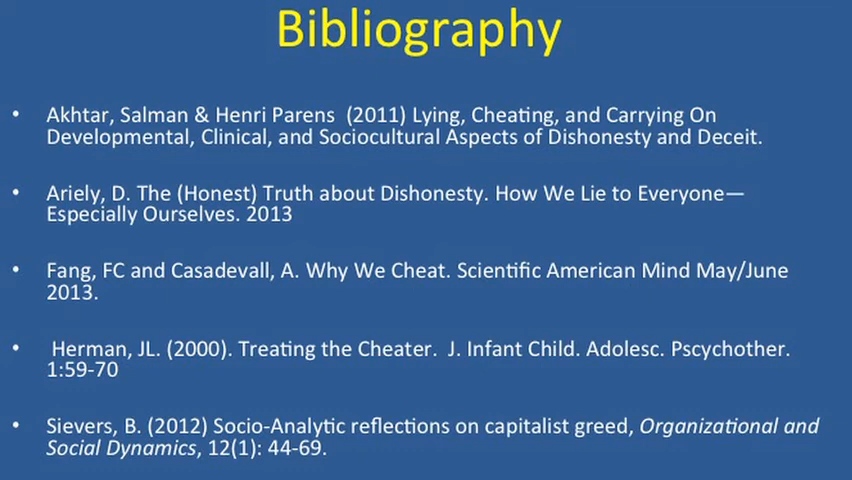 Bibliography
• Akhtar, Salman & Henri Parens (2011) Lying, Cheating, and Carrying On
Developmental, Clinical, and Sociocultural Aspects of Dishonesty and Deceit.
• Ariely, D. The (Honest) Truth about Dishonesty. How We Lie to Everyone—
Especially Ourselves. 2013
• Fang, FC and Casadevall, A. Why We Cheat. Scientific American Mind May/June
2013.
• Herman, JL. (2000). Treating the Cheater. J. Infant Child. Adolesc. Pscychother.
1:59-70
• Sievers, B. (2012) Socio-Analytic reflections on capitalist greed, Organizational and
Social Dynamics, 12(1): 44-69.